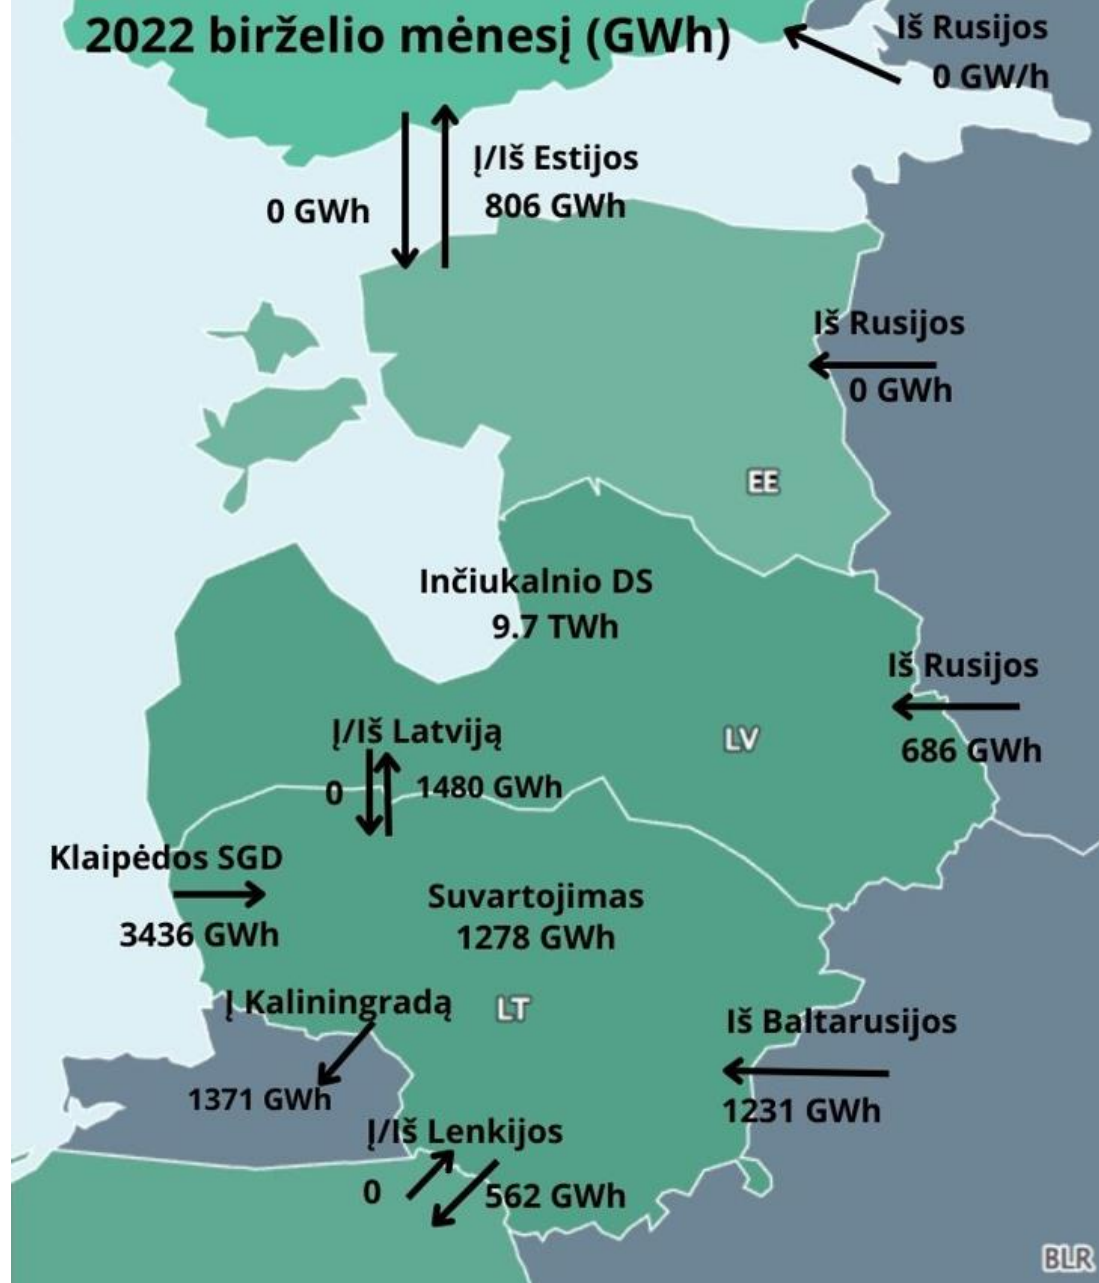 2022 birželio mėnesį (GWh)
Iš Rusijos
0 GW/h
Į/Iš Estijos
0 GWh
806 GWh
Iš Rusijos
0 GWh
EE
Inčiukalnio DS
9.7 TWh
Iš Rusijos
686 GWh
Į/Iš Latviją
LV
0
1480 GWh
Klaipėdos SGD
3436 GWh
Suvartojimas
1278 GWh
Į Kaliningradą
LT
1371 GWh
Iš Baltarusijos
1231 GWh
Į/Iš Lenkijos
0
562 GWh
BLR